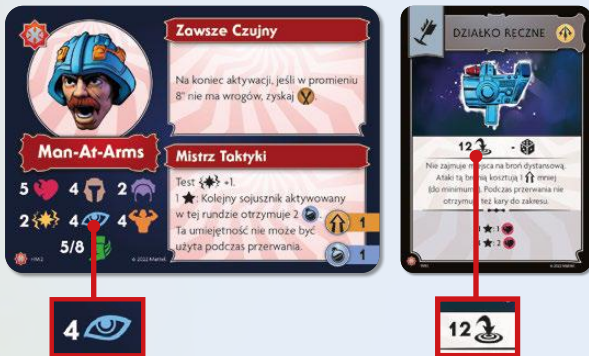 Zawsze Czujny
Na koniec aktywacji, jeśli w promieniu
8" nie ma wrogów, zyskaj
Man-At-Arms
5 4 2
2 4 4
5/8
Mistrz Taktyki
Test +1.
1 ★: Kolejny sojusznik aktywowany
w tej rundzie otrzymuje 2
Ta umiejętność nie może być
użyta podczas przerwania.
1
1
HM2
© 2022 Mattel.
DZIAŁKO RĘCZNE
12 -
Nie zajmuje miejsca na broń dystansową.
Ataki tą bronią kosztują 1 mniej
(do minimum). Podczas przerwania nie
otrzymuje też kary do zakresu.
1 ★: 1
★: 2
© 2022 Mattel.
4
12